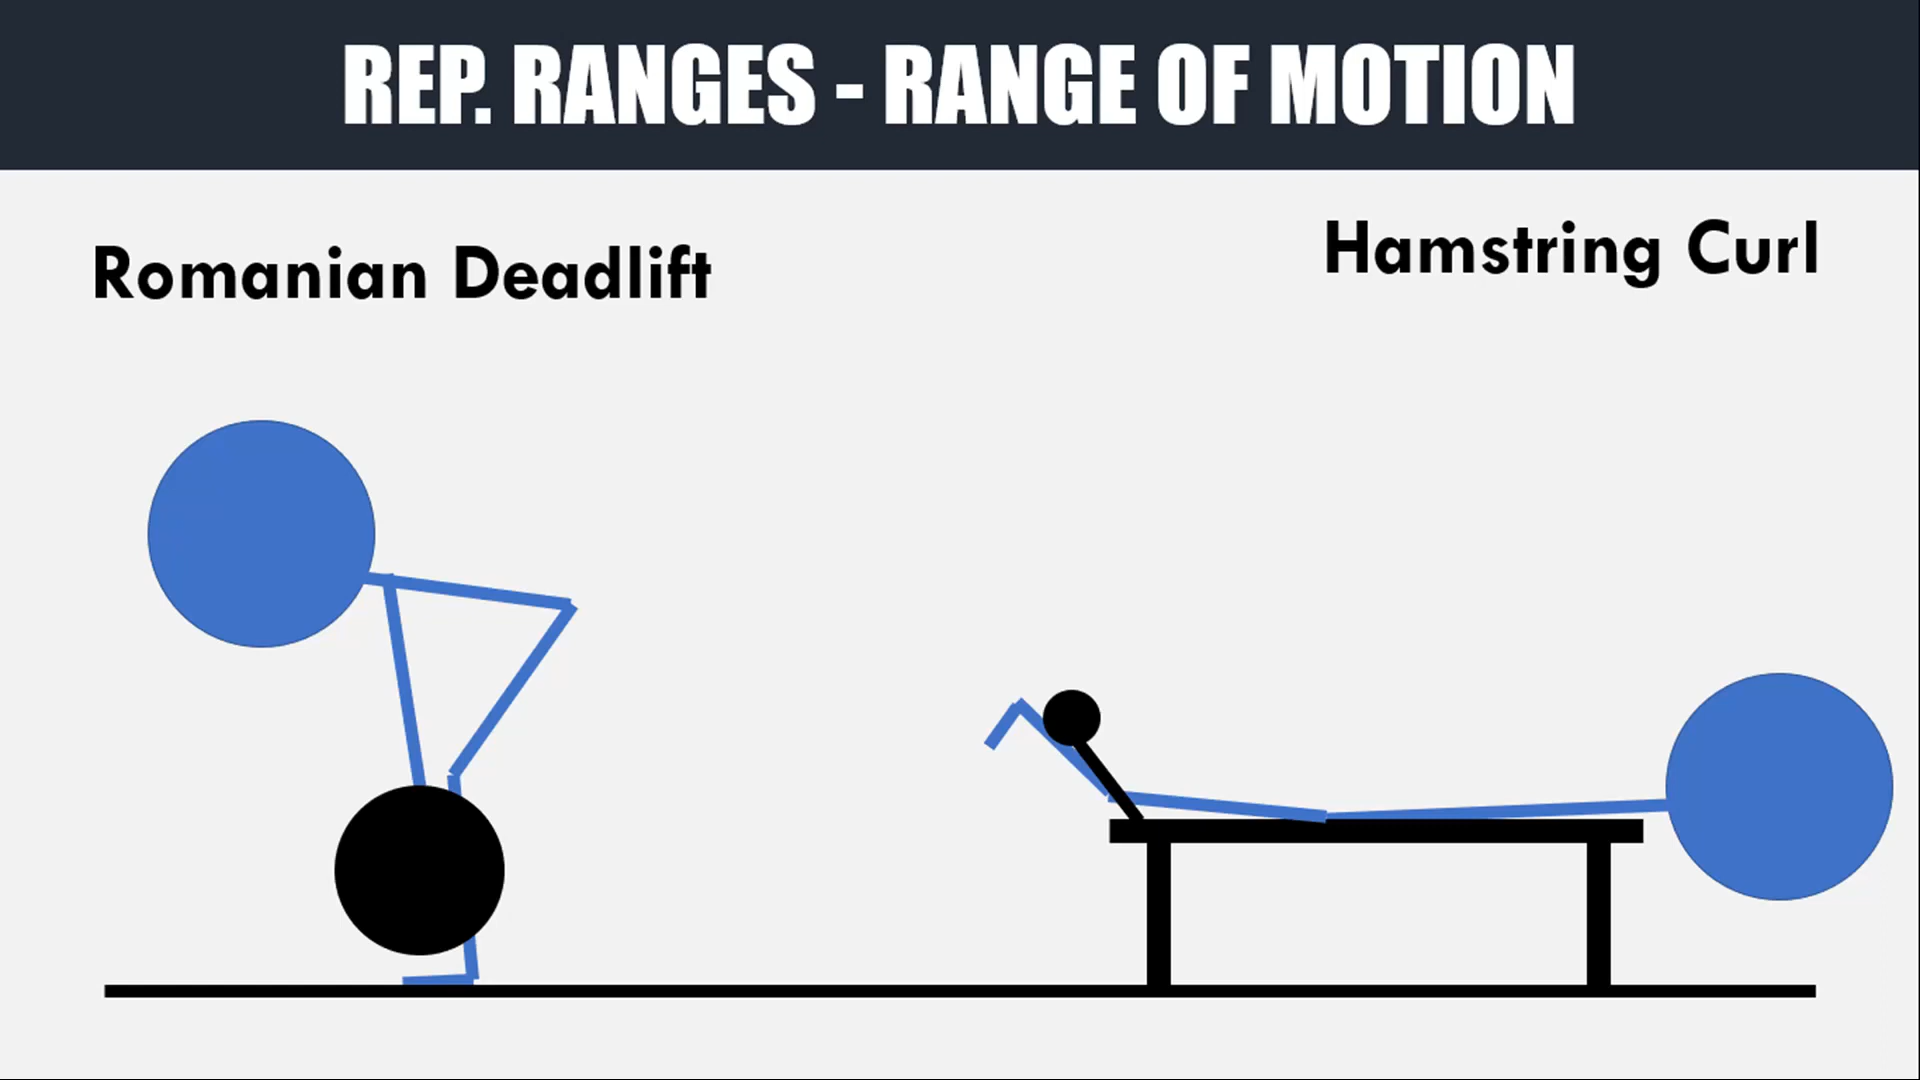 REP. RANGES - RANGE OF MOTION
Romanian Deadlift
Hamstring Curl